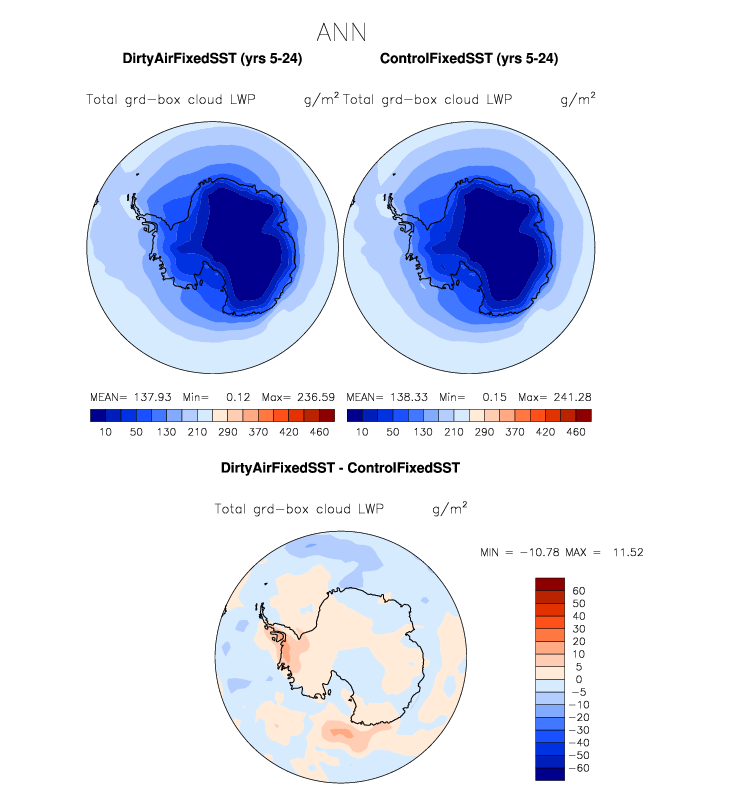 ANN
DirtyAirFixedSST (yrs 5-24) ControlFixedSST (yrs 5-24)
Total grd-box cloud LWP g/m² Total grd-box cloud LWP g/m²
MEAN= 137.93 Min= 0.12 Max= 236.59 MEAN= 138.33 Min= 0.15 Max= 241.28
10 50 130 210 290 370 420 460 10 50 130 210 290 370 420 460
DirtyAirFixedSST - ControlFixedSST
Total grd-box cloud LWP g/m²
MIN = -10.78 MAX = 11.52
60
50
40
30
20
10
5
0
-5
-10
-20
-30
-40
-50
-60